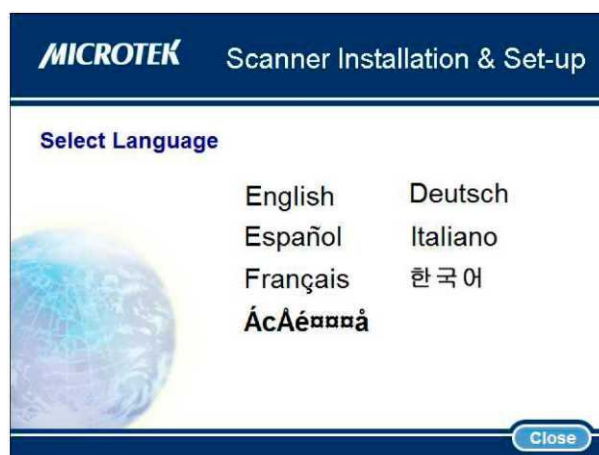 MICROTEK Scanner Installation & Set-up
Select Language
English Deutsch
Español Italiano
Français 한국어
ÁcÅé¤¤¤å
Close